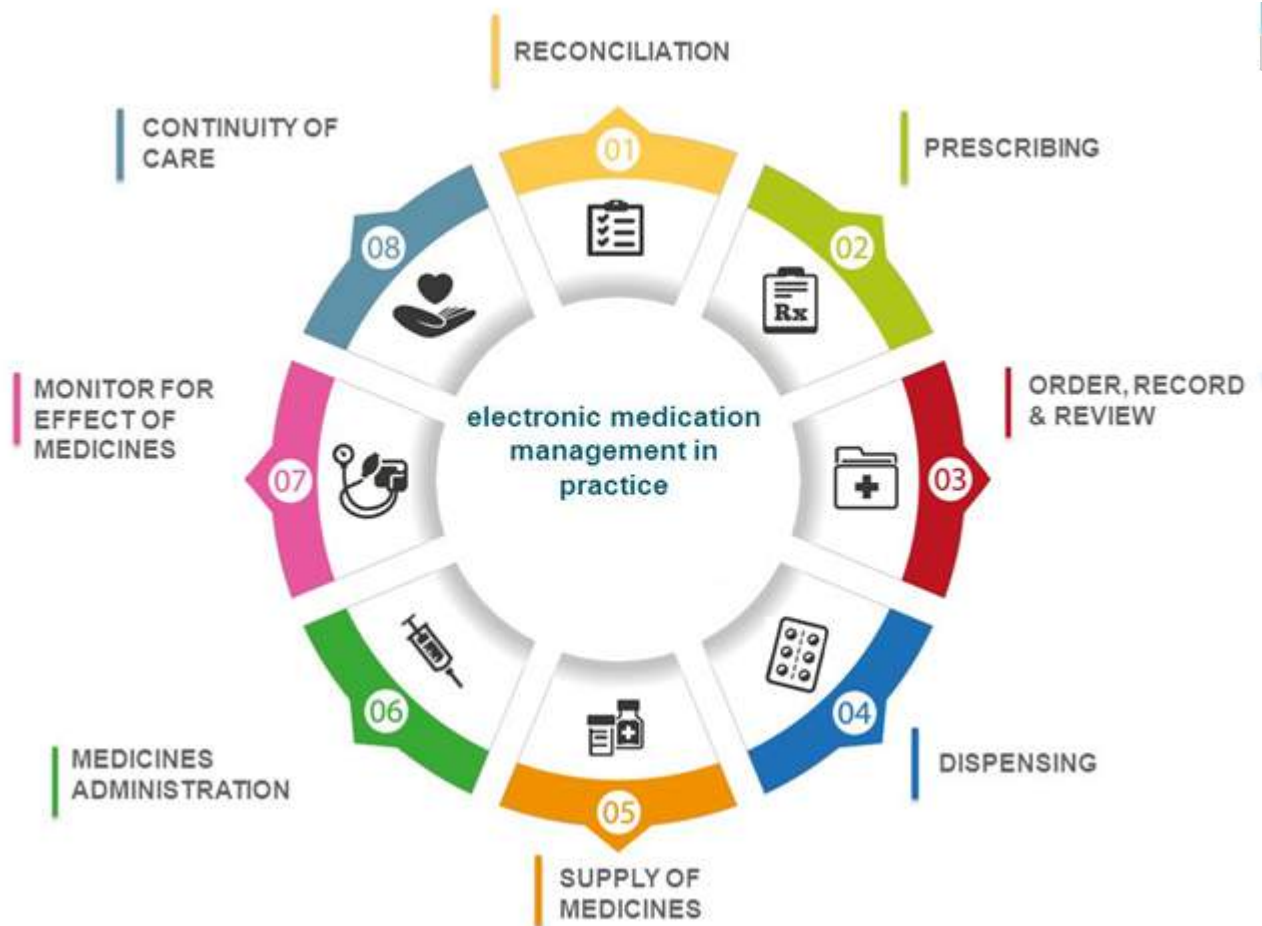 RECONCILIATION
01
PRESCRIBING
02
Rx
ORDER, RECORD
& REVIEW
03
DISPENSING
04
SUPPLY OF
MEDICINES
05
MEDICINES
ADMINISTRATION
06
MONITOR FOR
EFFECT OF
MEDICINES
07
CONTINUITY OF
CARE
08
electronic medication
management in
practice